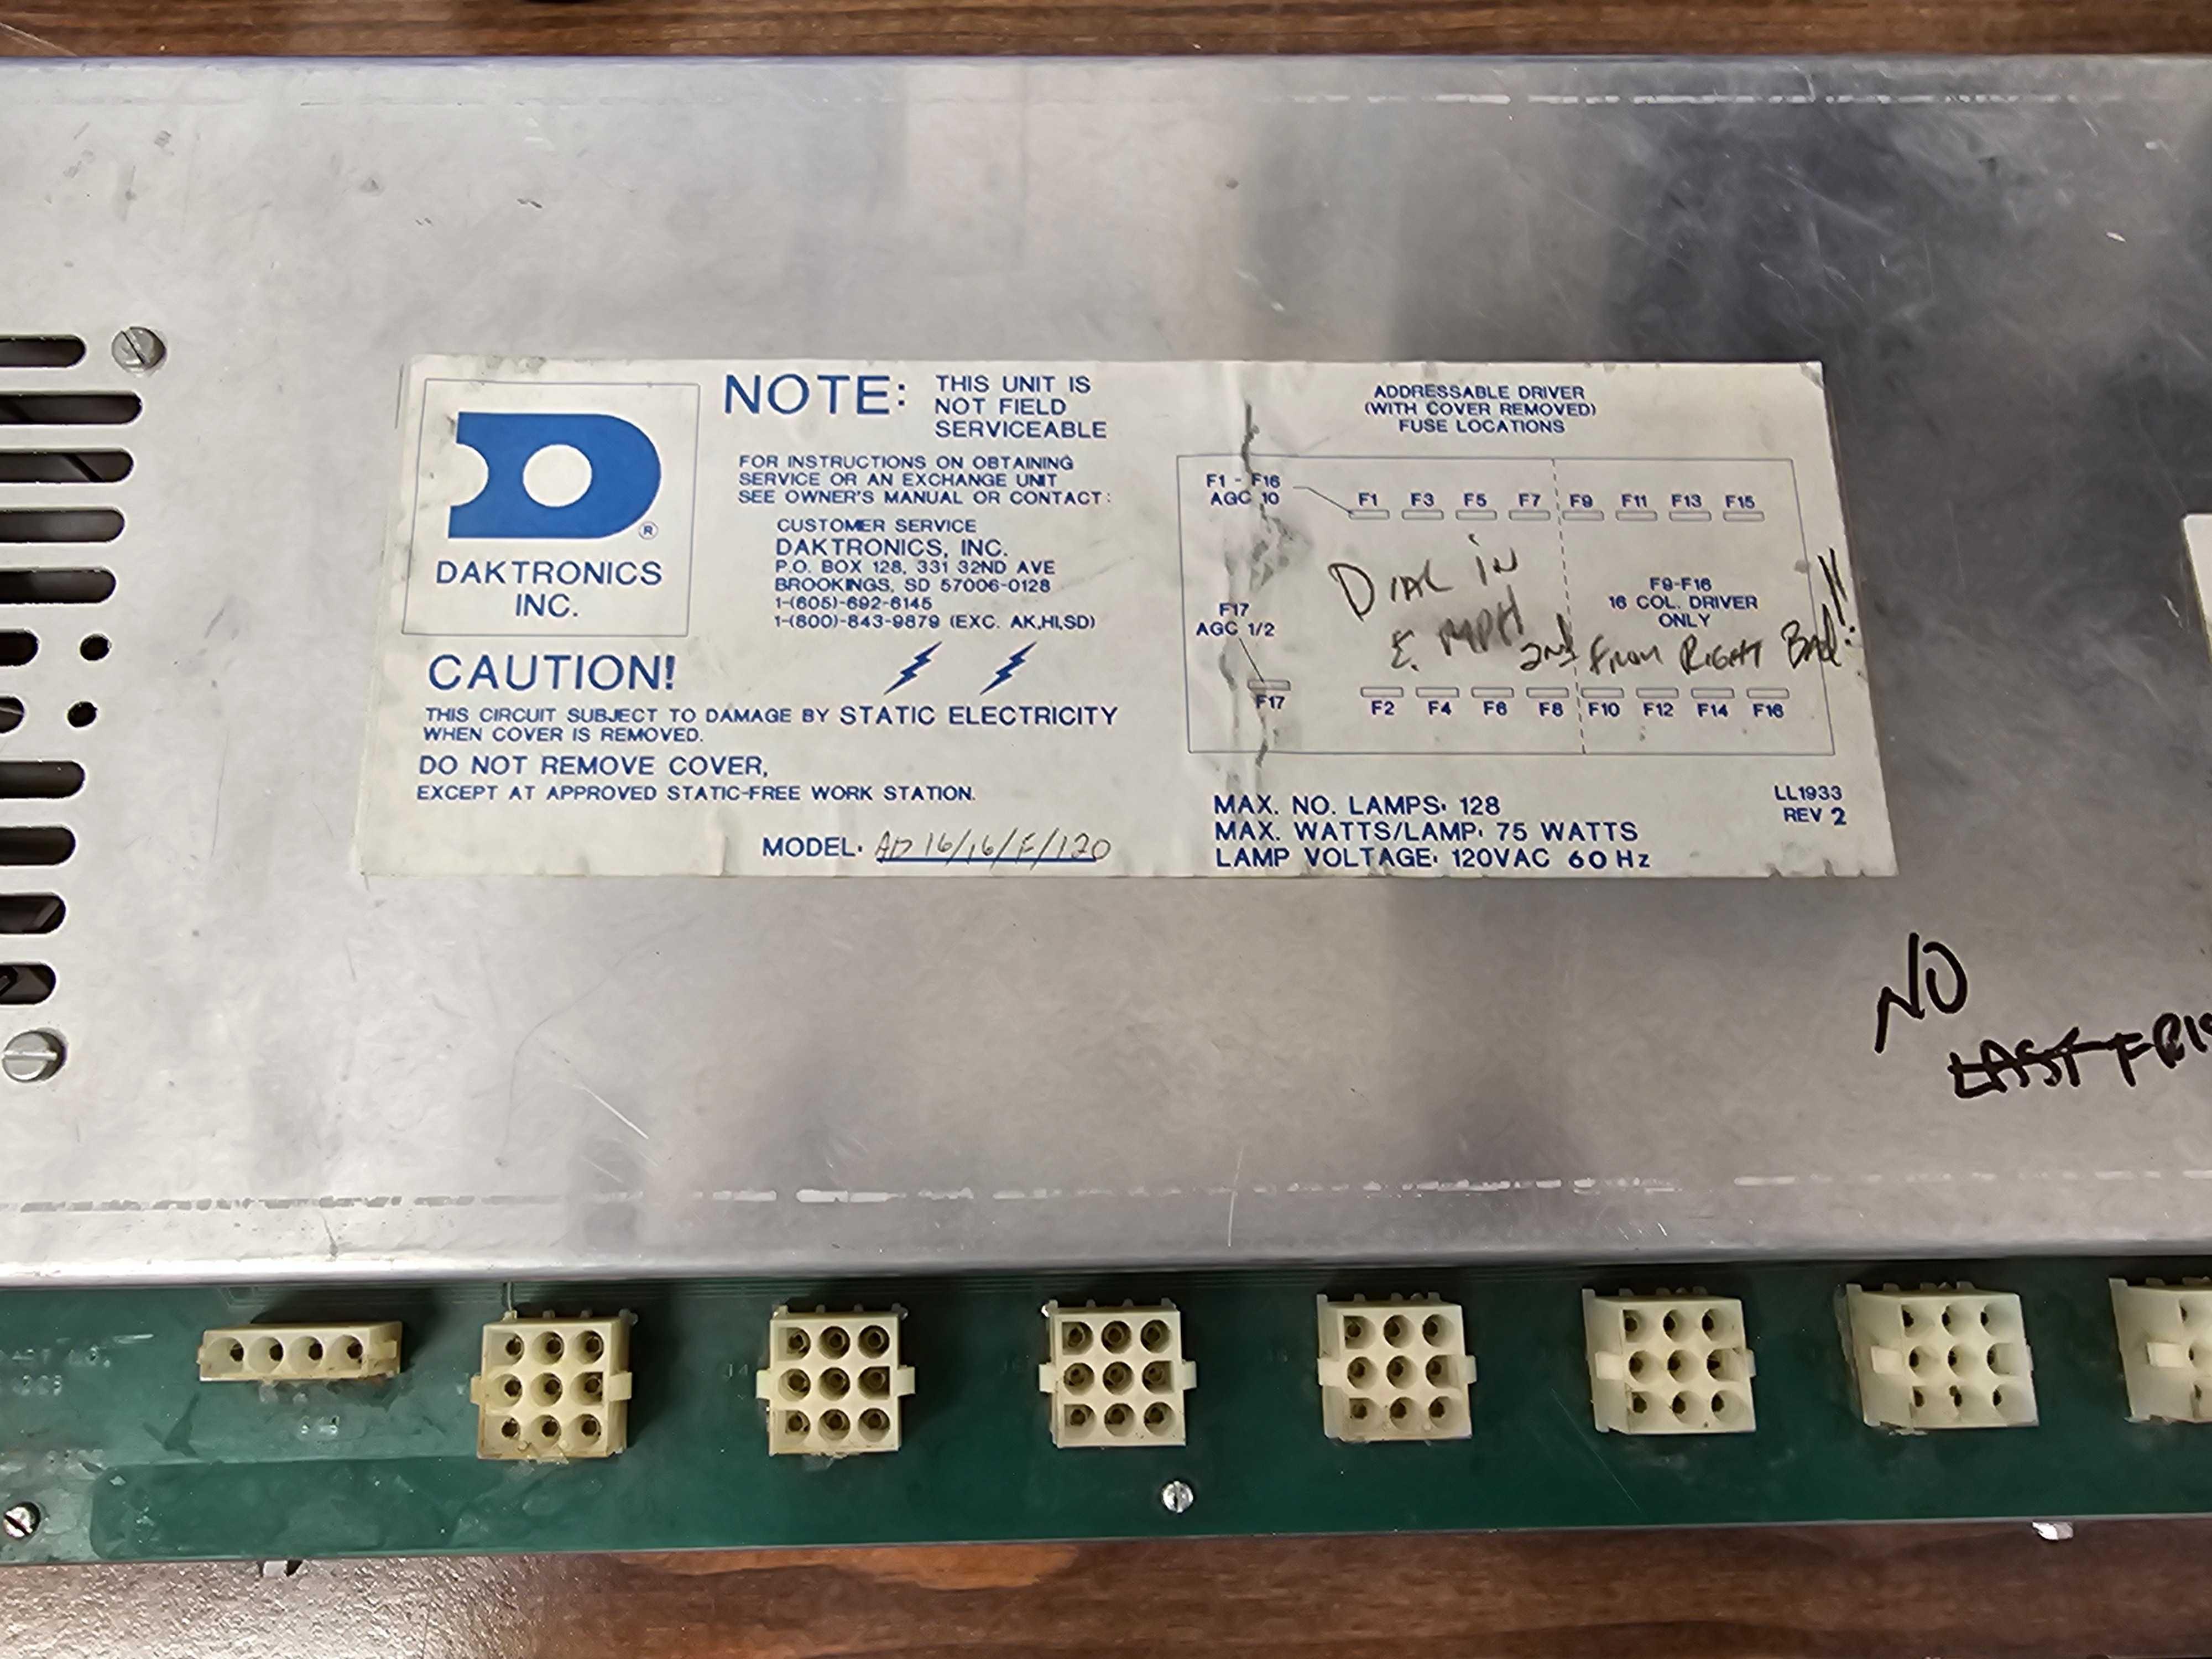 NOTE: THIS UNIT IS
NOT FIELD
SERVICEABLE
FOR INSTRUCTIONS ON OBTAINING
SERVICE OR AN EXCHANGE UNIT
SEE OWNER'S MANUAL OR CONTACT:
CUSTOMER SERVICE
DAKTRONICS, INC.
P.O. BOX 128, 331 32ND AVE
BROOKINGS, SD 57006-0128
1-(605)-692-6145
1-(800)-843-9879 (EXC. AK,HI,SD)
®
DAKTRONICS
INC.
CAUTION!
THIS CIRCUIT SUBJECT TO DAMAGE BY STATIC ELECTRICITY
WHEN COVER IS REMOVED.
DO NOT REMOVE COVER,
EXCEPT AT APPROVED STATIC-FREE WORK STATION.
MODEL: AD 16/16/F/120
ADDRESSABLE DRIVER
(WITH COVER REMOVED)
FUSE LOCATIONS
F1 - F16
AGC 10
F1 F3 F5 F7 F9 F11 F13 F15
DIAL IN
& MPH 2nd FROM RIGHT BAD!!
F9-F16
16 COL. DRIVER
ONLY
F17
AGC 1/2
F17
F2 F4 F6 F8 F10 F12 F14 F16
MAX. NO. LAMPS: 128
MAX. WATTS/LAMP: 75 WATTS
LAMP VOLTAGE: 120VAC 60 Hz
LL1933
REV 2
NO
LAST